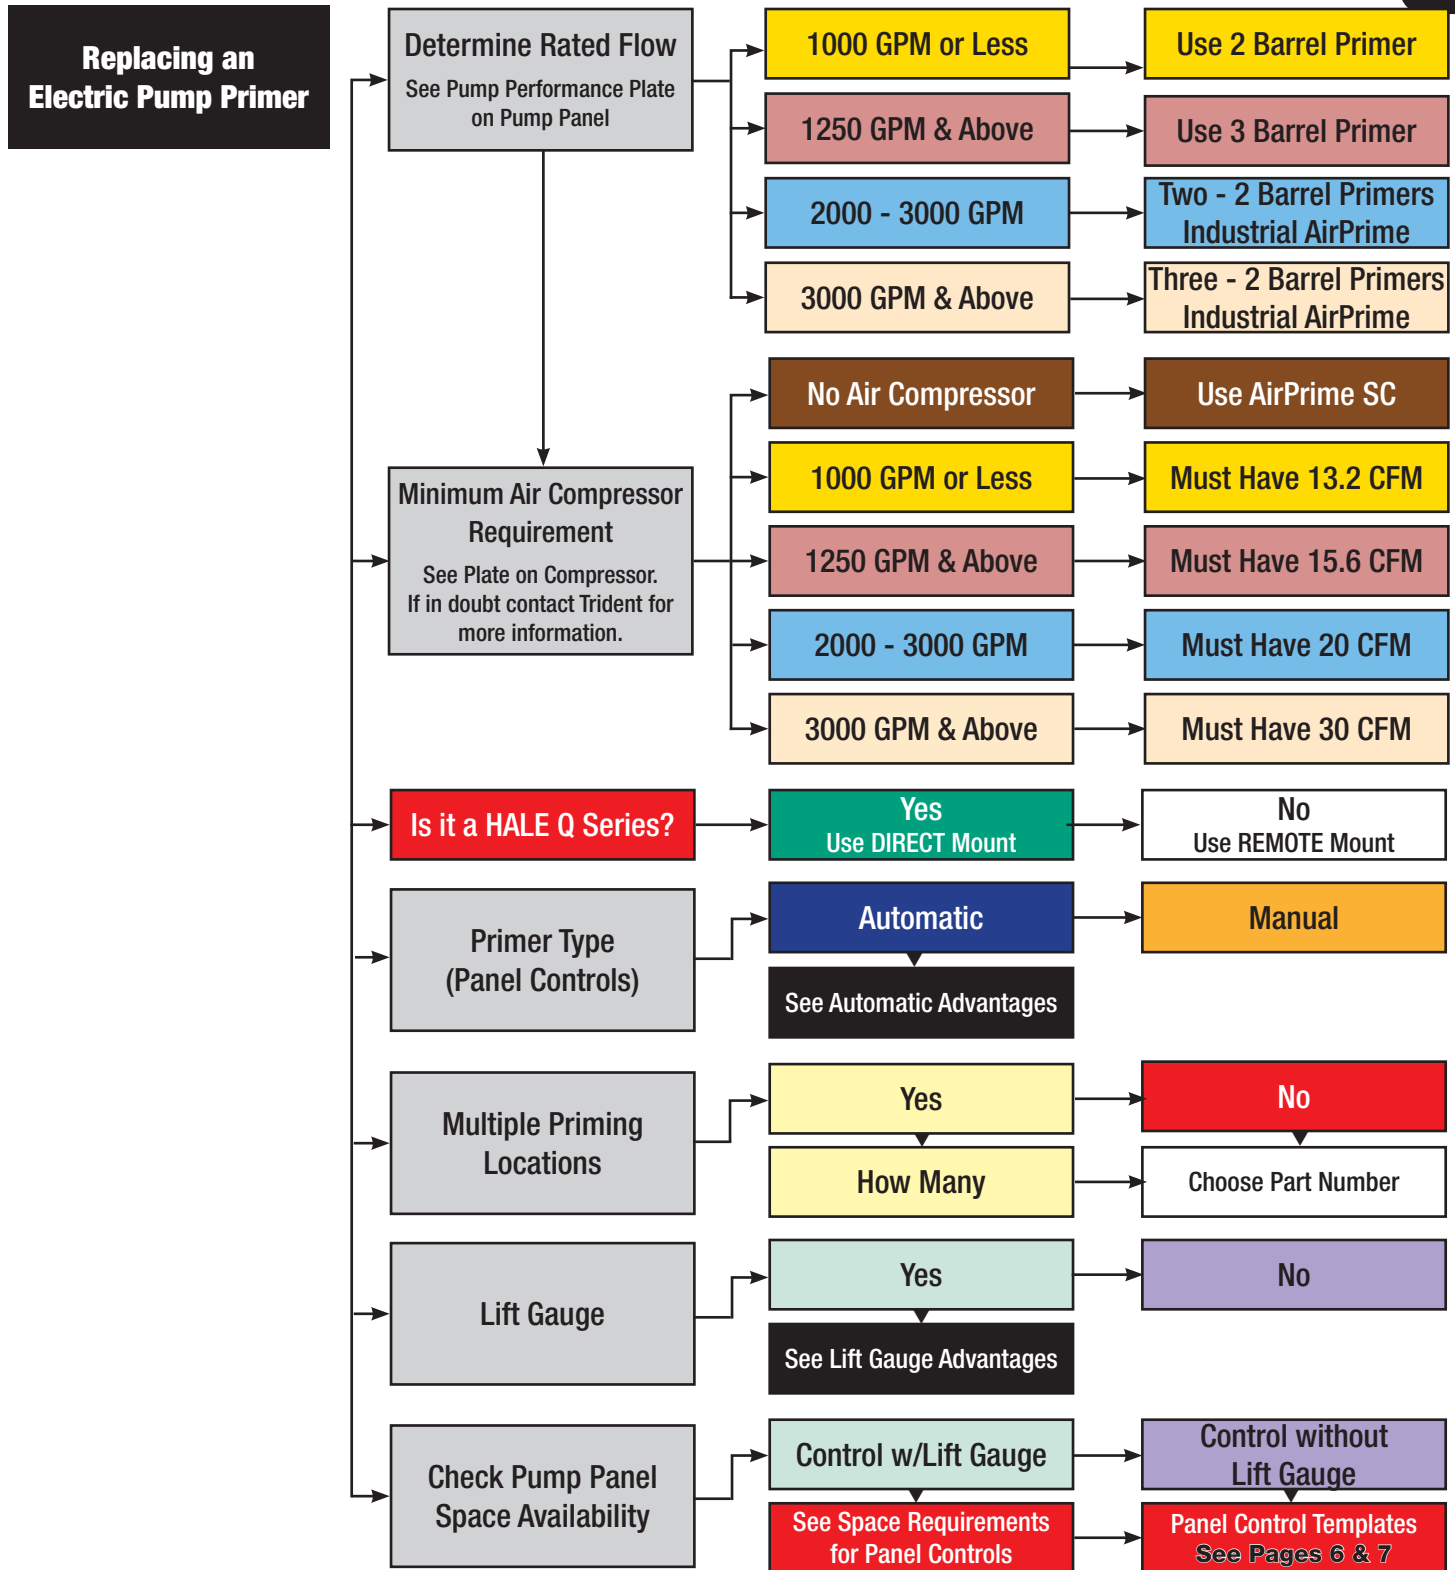 Replacing an
Electric Pump Primer
Determine Rated Flow
See Pump Performance Plate
on Pump Panel
1000 GPM or Less
Use 2 Barrel Primer
1250 GPM & Above
Use 3 Barrel Primer
2000 - 3000 GPM
Two - 2 Barrel Primers
Industrial AirPrime
3000 GPM & Above
Three - 2 Barrel Primers
Industrial AirPrime
Minimum Air Compressor
Requirement
See Plate on Compressor.
If in doubt contact Trident for
more information.
No Air Compressor
Use AirPrime SC
1000 GPM or Less
Must Have 13.2 CFM
1250 GPM & Above
Must Have 15.6 CFM
2000 - 3000 GPM
Must Have 20 CFM
3000 GPM & Above
Must Have 30 CFM
Is it a HALE Q Series?
Yes
Use DIRECT Mount
No
Use REMOTE Mount
Primer Type
(Panel Controls)
Automatic
Manual
See Automatic Advantages
Multiple Priming
Locations
Yes
No
How Many
Choose Part Number
Lift Gauge
Yes
No
See Lift Gauge Advantages
Check Pump Panel
Space Availability
Control w/Lift Gauge
Control without
Lift Gauge
See Space Requirements
for Panel Controls
Panel Control Templates
See Pages 6 & 7